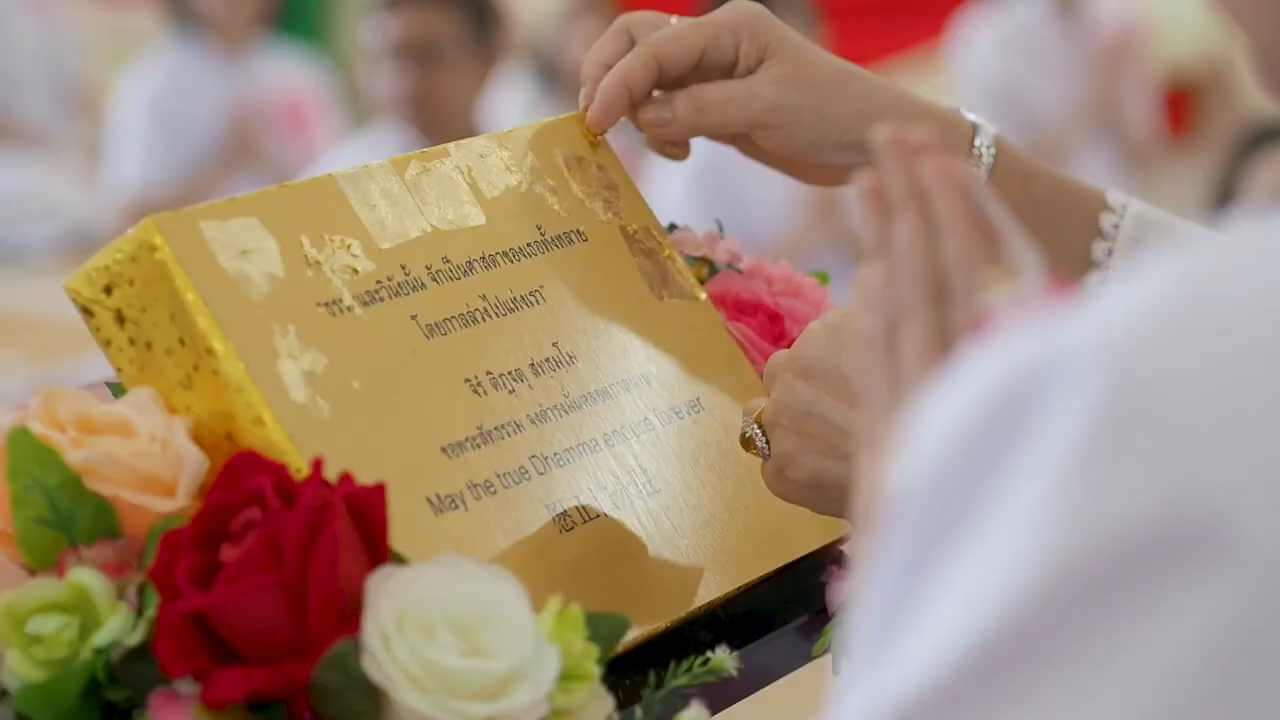 "ธรรมและวินัยนั้น จักเป็นศาสดาของเธอทั้งหลาย
โดยกาลล่วงไปแห่งเรา"
จิรํ ติฏฺฐตุ สทฺธมฺโม
ขอพระสัทธรรม จงดำรงมั่นตลอดกาลนาน
May the true Dhamma endure forever